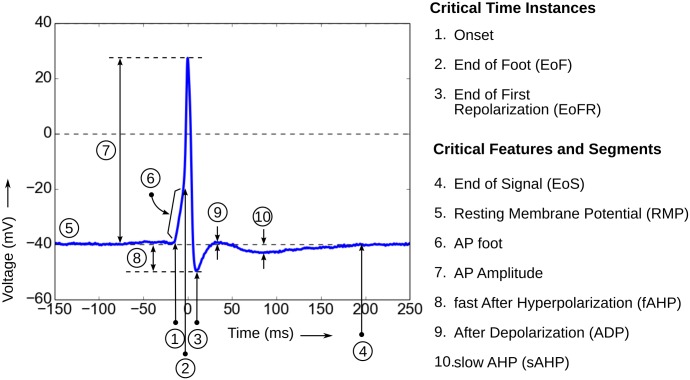 Critical Time Instances
1. Onset
2. End of Foot (EoF)
3. End of First
Repolarization (EoFR)
Critical Features and Segments
4. End of Signal (EoS)
5. Resting Membrane Potential (RMP)
6. AP foot
7. AP Amplitude
8. fast After Hyperpolarization (fAHP)
9. After Depolarization (ADP)
10.slow AHP (sAHP)
Voltage (mV)
40
20
0
−20
−40
−60
−150
−100
−50
0
50
100
150
200
250
Time (ms)
7
6
5
8
9
10
1
2
3
4